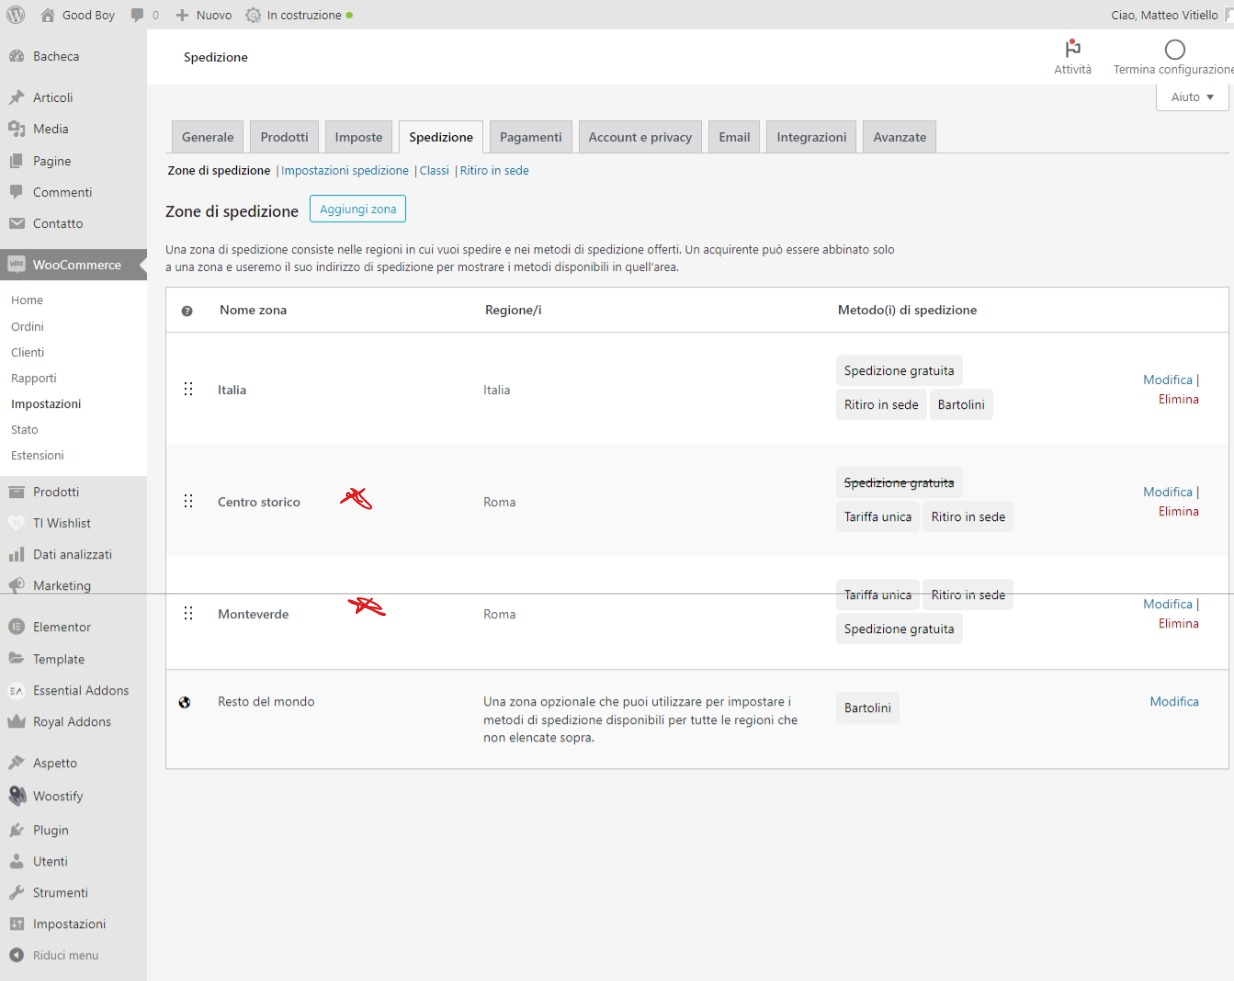 Good Boy 0 Nuovo In costruzione Ciao, Matteo Vitiello
Bacheca
Articoli
Media
Pagine
Commenti
Contatto
WooCommerce
Home
Ordini
Clienti
Rapporti
Impostazioni
Stato
Estensioni
Prodotti
TI Wishlist
Dati analizzati
Marketing
Elementor
Template
Essential Addons
Royal Addons
Aspetto
Woostify
Plugin
Utenti
Strumenti
Impostazioni
Riduci menu
Spedizione
Attività
Termina configurazione
Aiuto
Generale Prodotti Imposte Spedizione Pagamenti Account e privacy Email Integrazioni Avanzate
Zone di spedizione | Impostazioni spedizione | Classi | Ritiro in sede
Zone di spedizione Aggiungi zona
Una zona di spedizione consiste nelle regioni in cui vuoi spedire e nei metodi di spedizione offerti. Un acquirente può essere abbinato solo
a una zona e useremo il suo indirizzo di spedizione per mostrare i metodi disponibili in quell'area.
Nome zona Regione/i Metodo(i) di spedizione
Italia Italia
Spedizione gratuita
Ritiro in sede Bartolini
Modifica |
Elimina
Centro storico Roma
Spedizione gratuita
Tariffa unica Ritiro in sede
Modifica |
Elimina
Monteverde Roma
Tariffa unica Ritiro in sede
Spedizione gratuita
Modifica |
Elimina
Resto del mondo
Una zona opzionale che puoi utilizzare per impostare i
metodi di spedizione disponibili per tutte le regioni che
non elencate sopra.
Bartolini
Modifica